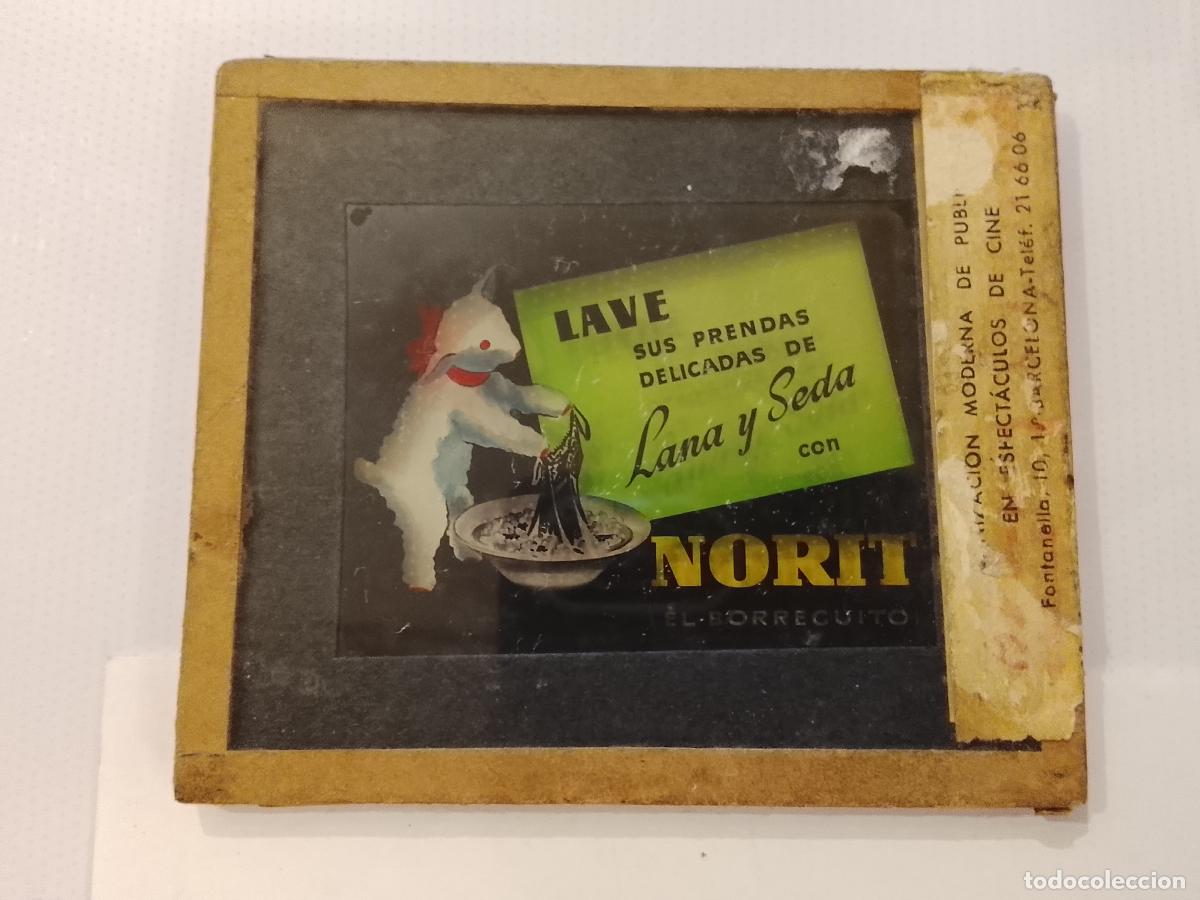 LAVE
SUS PRENDAS
DELICADAS DE
Lana y Seda
con
NORIT
EL BORREGUITO
MODERNA DE
EN ESPECTÁCULOS DE CINE
Fontanella, 10, BARCELONA-Teléf. 21 66 06
todocoleccion